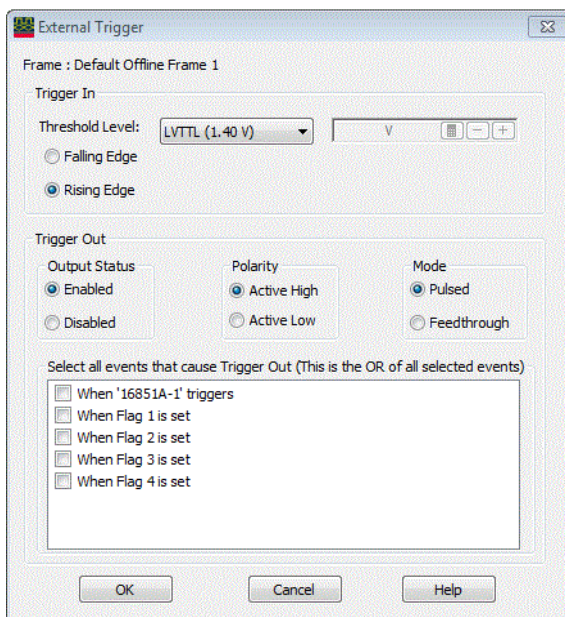 External Trigger
Frame : Default Offline Frame 1
Trigger In
Threshold Level: LVTTL (1.40 V) V - +
Falling Edge
Rising Edge
Trigger Out
Output Status Polarity Mode
Enabled Active High Pulsed
Disabled Active Low Feedthrough
Select all events that cause Trigger Out (This is the OR of all selected events)
When '16851A-1' triggers
When Flag 1 is set
When Flag 2 is set
When Flag 3 is set
When Flag 4 is set
OK Cancel Help